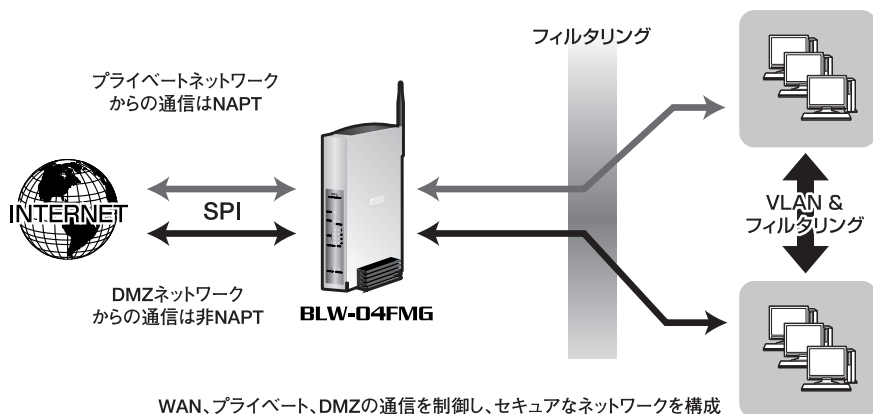 フィルタリング
プライベートネットワーク
からの通信はNAPT
INTERNET
SPI
VLAN &
フィルタリング
DMZネットワーク
からの通信は非NAPT
BLW-04FMG
WAN、プライベート、DMZの通信を制御し、セキュアなネットワークを構成